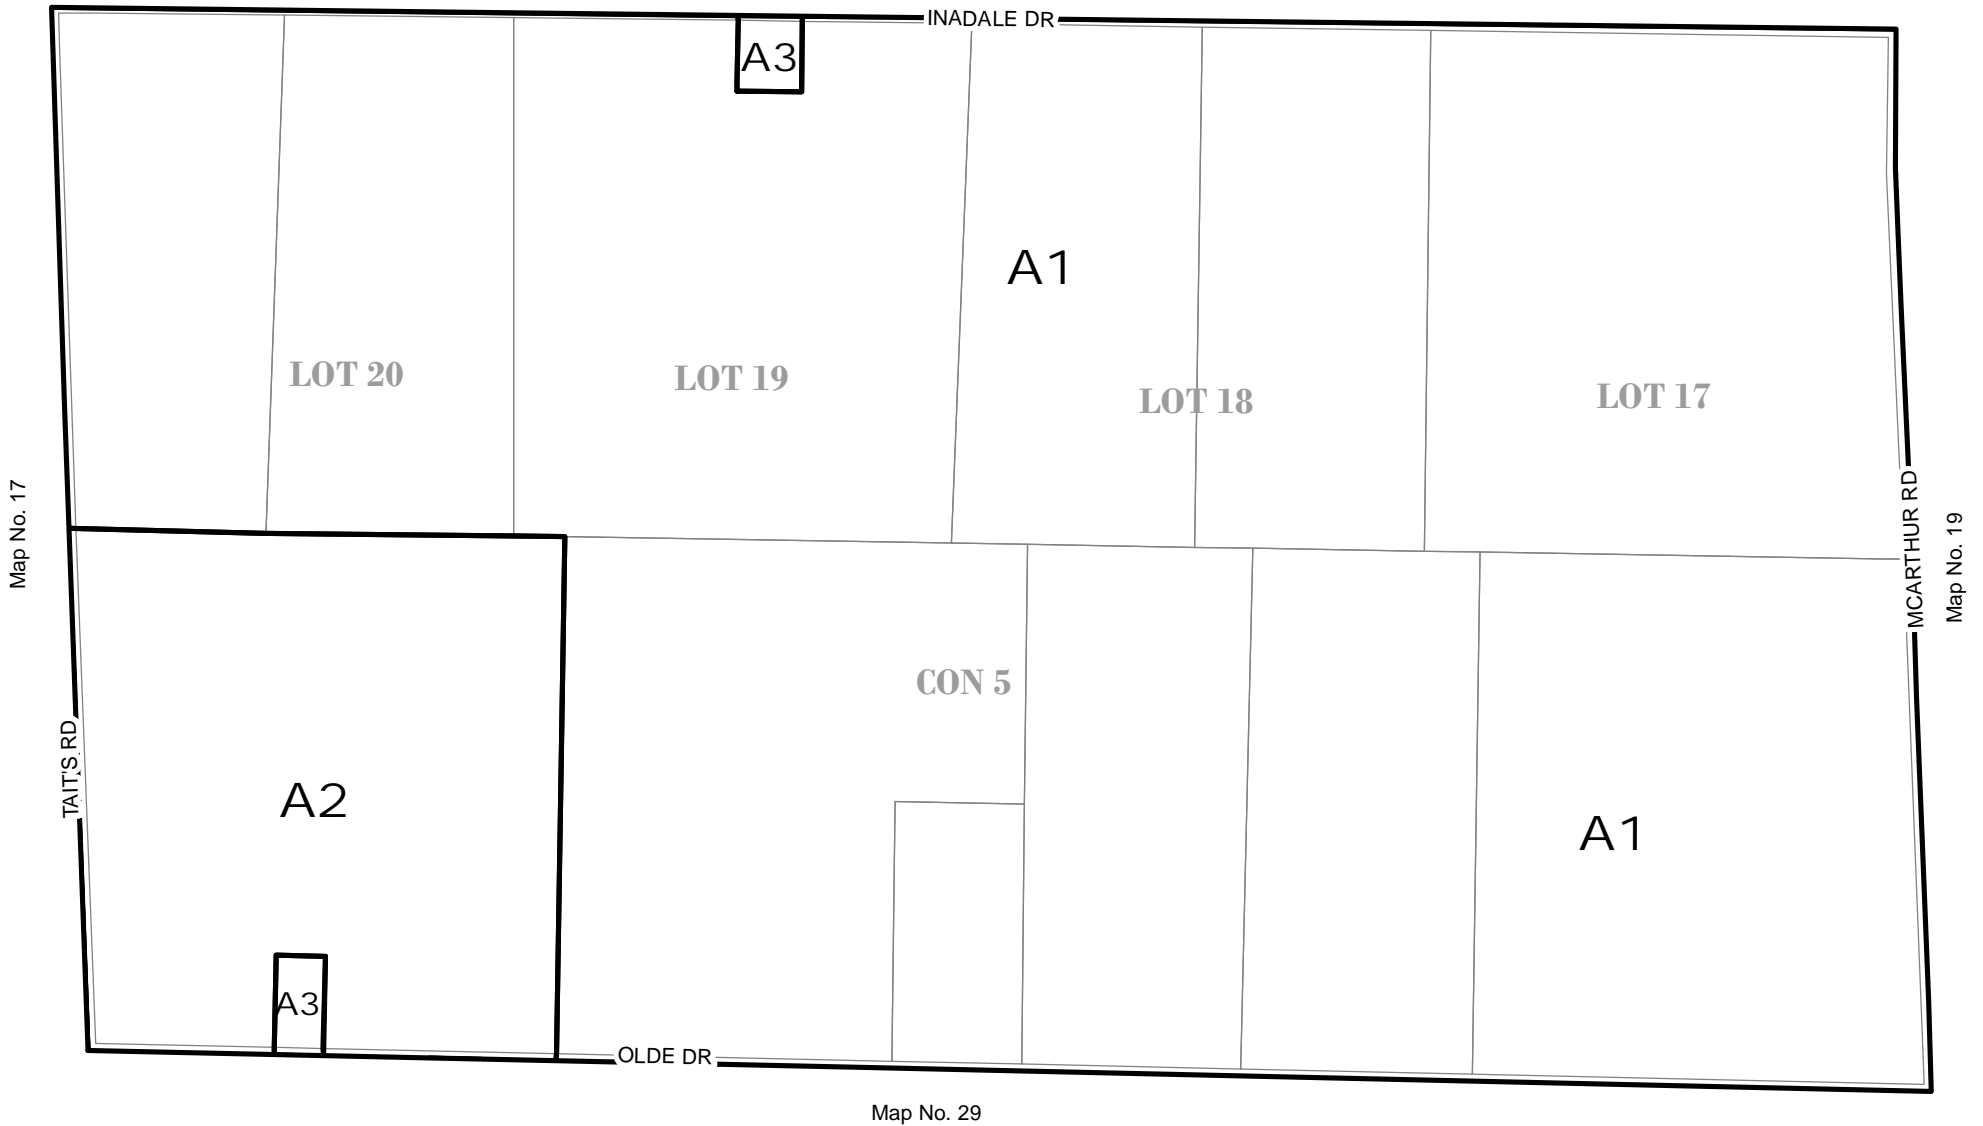 INADALE DR
A3
A1
LOT 20
LOT 19
LOT 18
LOT 17
Map No. 17
MCARTHUR RD
Map No. 19
CON 5
TAIT'S RD
A2
A1
A3
OLDE DR
Map No. 29